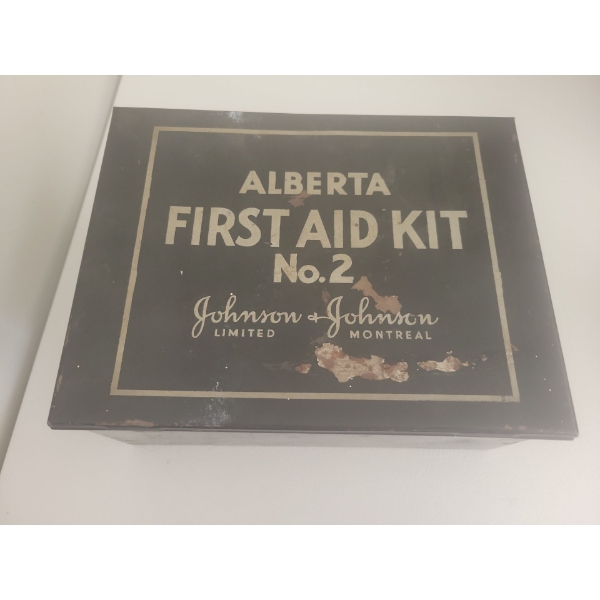 ALBERTA
FIRST AID KIT
No. 2
Johnson & Johnson
LIMITED MONTREAL